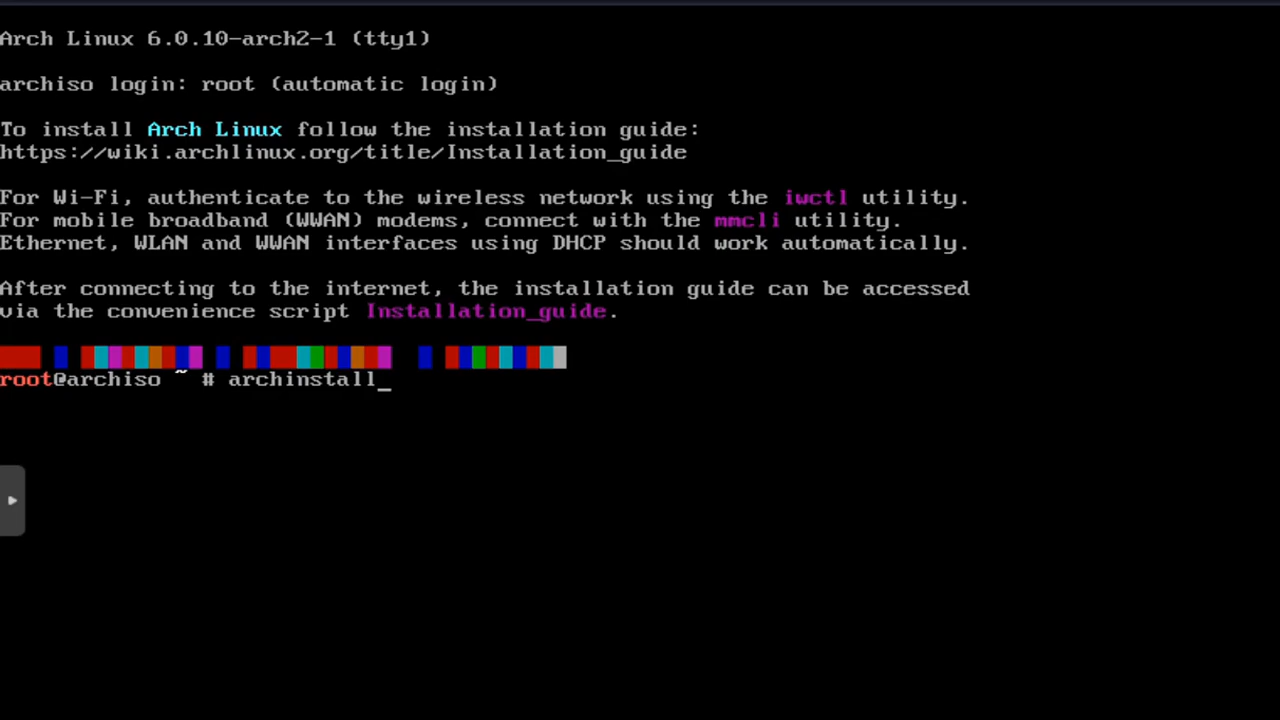 Arch Linux 6.0.10-arch2-1 (tty1)
archiso login: root (automatic login)
To install Arch Linux follow the installation guide:
https://wiki.archlinux.org/title/Installation_guide
For Wi-Fi, authenticate to the wireless network using the iwctl utility.
For mobile broadband (WWAN) modems, connect with the mmcli utility.
Ethernet, WLAN and WWAN interfaces using DHCP should work automatically.
After connecting to the internet, the installation guide can be accessed
via the convenience script Installation_guide.
root@archiso ~ # archinstall_